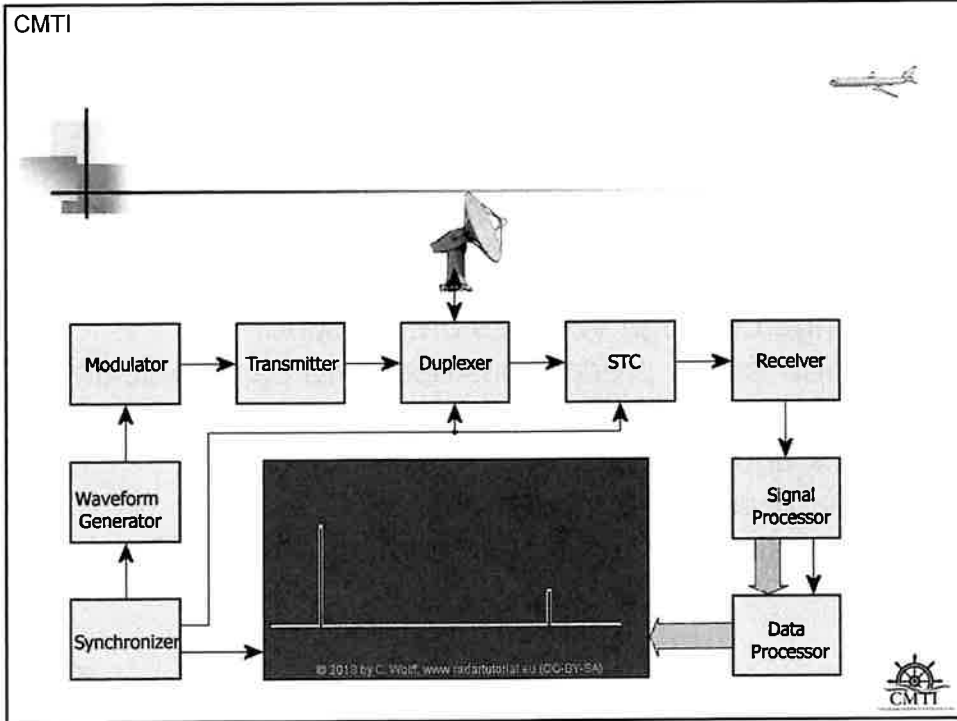 CMTI
Modulator
Transmitter
Duplexer
STC
Receiver
Waveform
Generator
Signal
Processor
Synchronizer
Data
Processor
© 2018 by C. Wolff, www.radartutorial.eu (CC-BY-SA)
CMTI